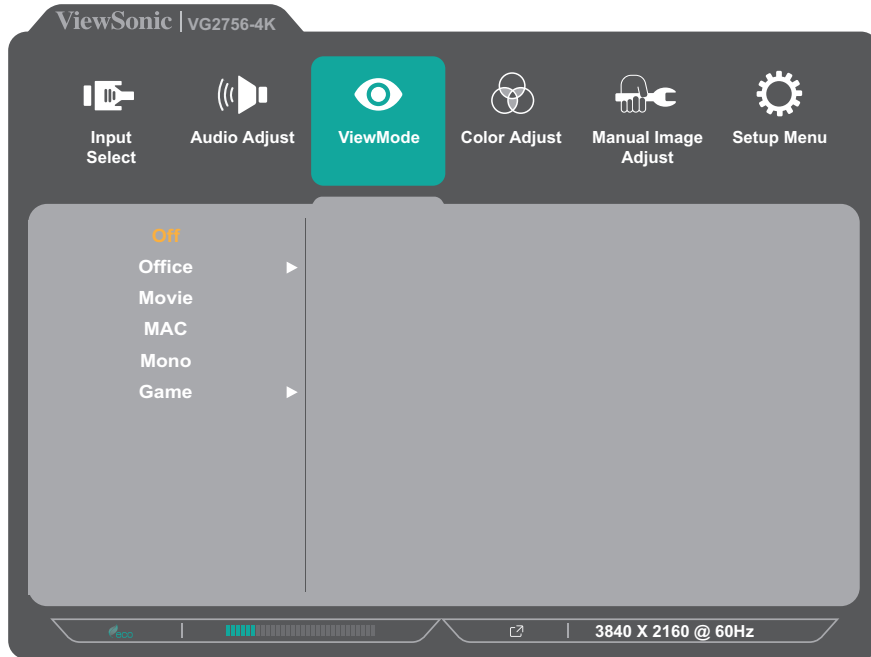 ViewSonic | VG2756-4K
Input Select
Audio Adjust
ViewMode
Color Adjust
Manual Image Adjust
Setup Menu
Off
Office
Movie
MAC
Mono
Game
eco
3840 X 2160 @ 60Hz